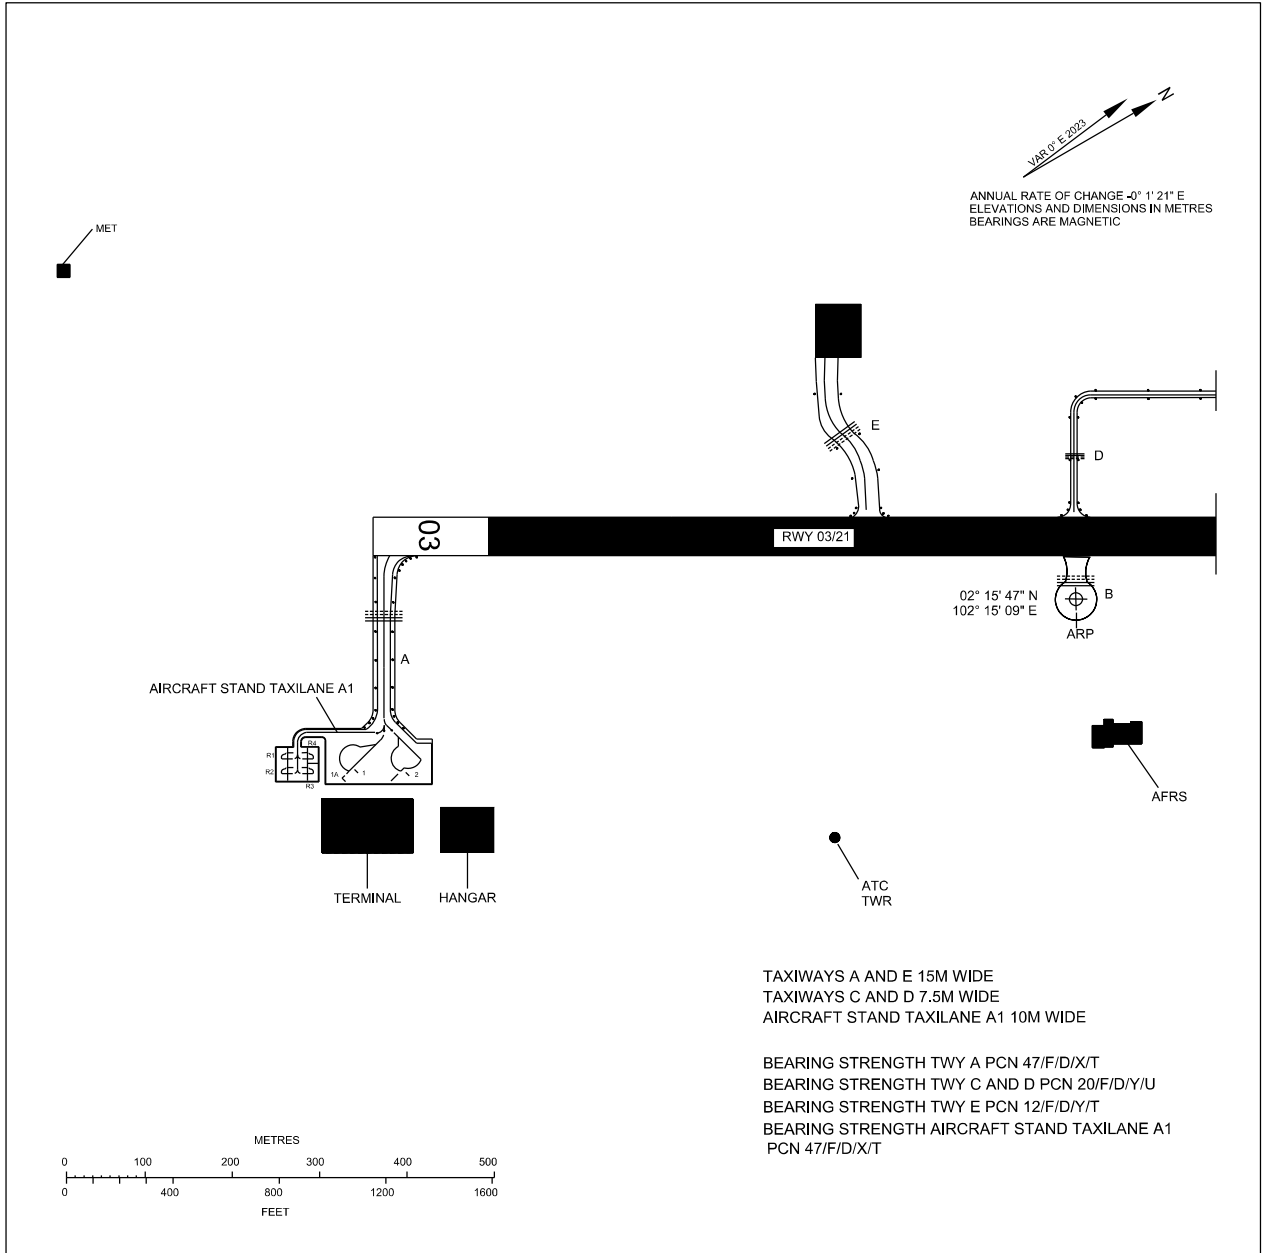 N
VAR 0° E 2023
ANNUAL RATE OF CHANGE -0° 1' 21" E
ELEVATIONS AND DIMENSIONS IN METRES
BEARINGS ARE MAGNETIC
MET
E
D
03
RWY 03/21
02° 15' 47" N
102° 15' 09" E
B
ARP
A
AIRCRAFT STAND TAXILANE A1
R1
R4
R2
R3
1A
1
2
AFRS
TERMINAL
HANGAR
ATC
TWR
TAXIWAYS A AND E 15M WIDE
TAXIWAYS C AND D 7.5M WIDE
AIRCRAFT STAND TAXILANE A1 10M WIDE
BEARING STRENGTH TWY A PCN 47/F/D/X/T
BEARING STRENGTH TWY C AND D PCN 20/F/D/Y/U
BEARING STRENGTH TWY E PCN 12/F/D/Y/T
BEARING STRENGTH AIRCRAFT STAND TAXILANE A1
PCN 47/F/D/X/T
METRES
0 100 200 300 400 500
0 400 800 1200 1600
FEET